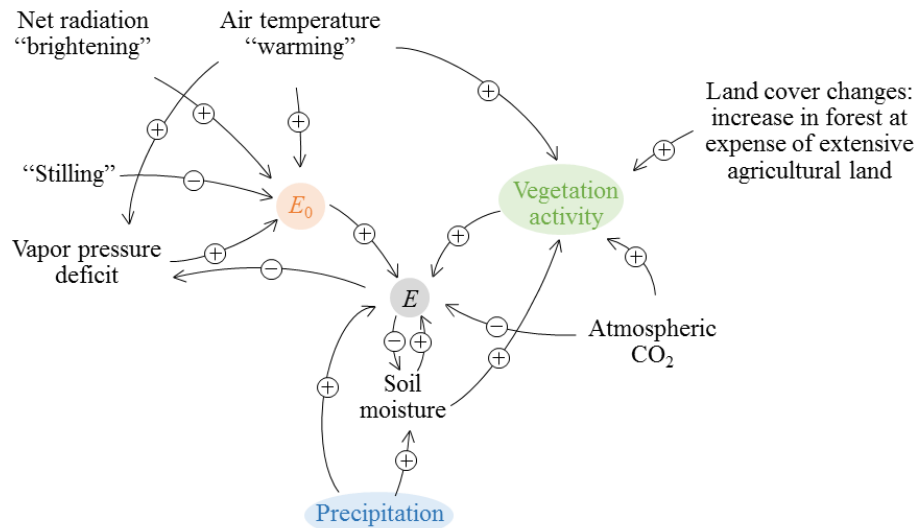 Net radiation
“brightening”
Air temperature
“warming”
+
+
+
+
Land cover changes:
increase in forest at
expense of extensive
agricultural land
+
“Stilling”
−
E₀
Vegetation
activity
Vapor pressure
deficit
+
+
+
+
−
E
−
Atmospheric
CO₂
−
+
+
Soil
moisture
+
+
Precipitation